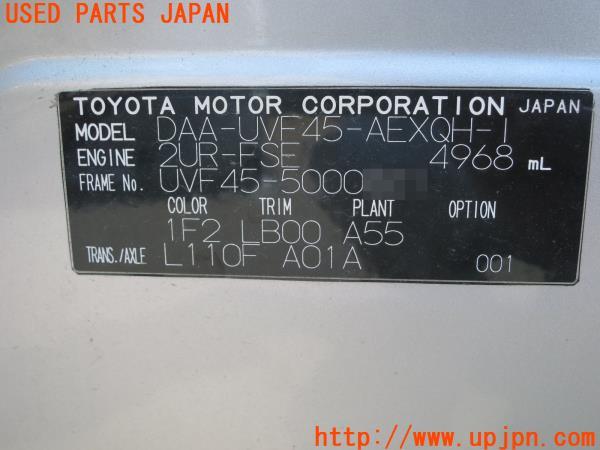 USED PARTS JAPAN
TOYOTA MOTOR CORPORATION JAPAN
MODEL DAA-UVF45-AEXQH-I
ENGINE 2UR-FSE 4968 mL
FRAME No. UVF45-5000
COLOR TRIM PLANT OPTION
1F2 LB00 A55
TRANS./AXLE L110F A01A 001
http://www.upjpn.com